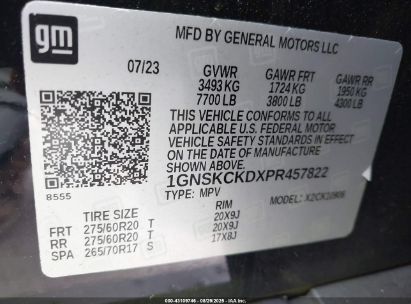 gm
MFD BY GENERAL MOTORS LLC
07/23 GVWR GAWR FRT GAWR RR
3493 KG 1724 KG 1950 KG
7700 LB 3800 LB 4300 LB
THIS VEHICLE CONFORMS TO ALL
APPLICABLE U.S. FEDERAL MOTOR
VEHICLE SAFETY AND
THEFT PREVENTION STANDARDS
IN EFFECT ON THE
DATE OF MANUFACTURE
SHOWN ABOVE.
1GNSKCKDXPR457822
8555 TYPE: MPV MODEL:
TIRE SIZE RIM
FRT 275/60R20 T 20X9J
RR 275/60R20 T 20X9J
SPA 265/70R17 S 17X8J